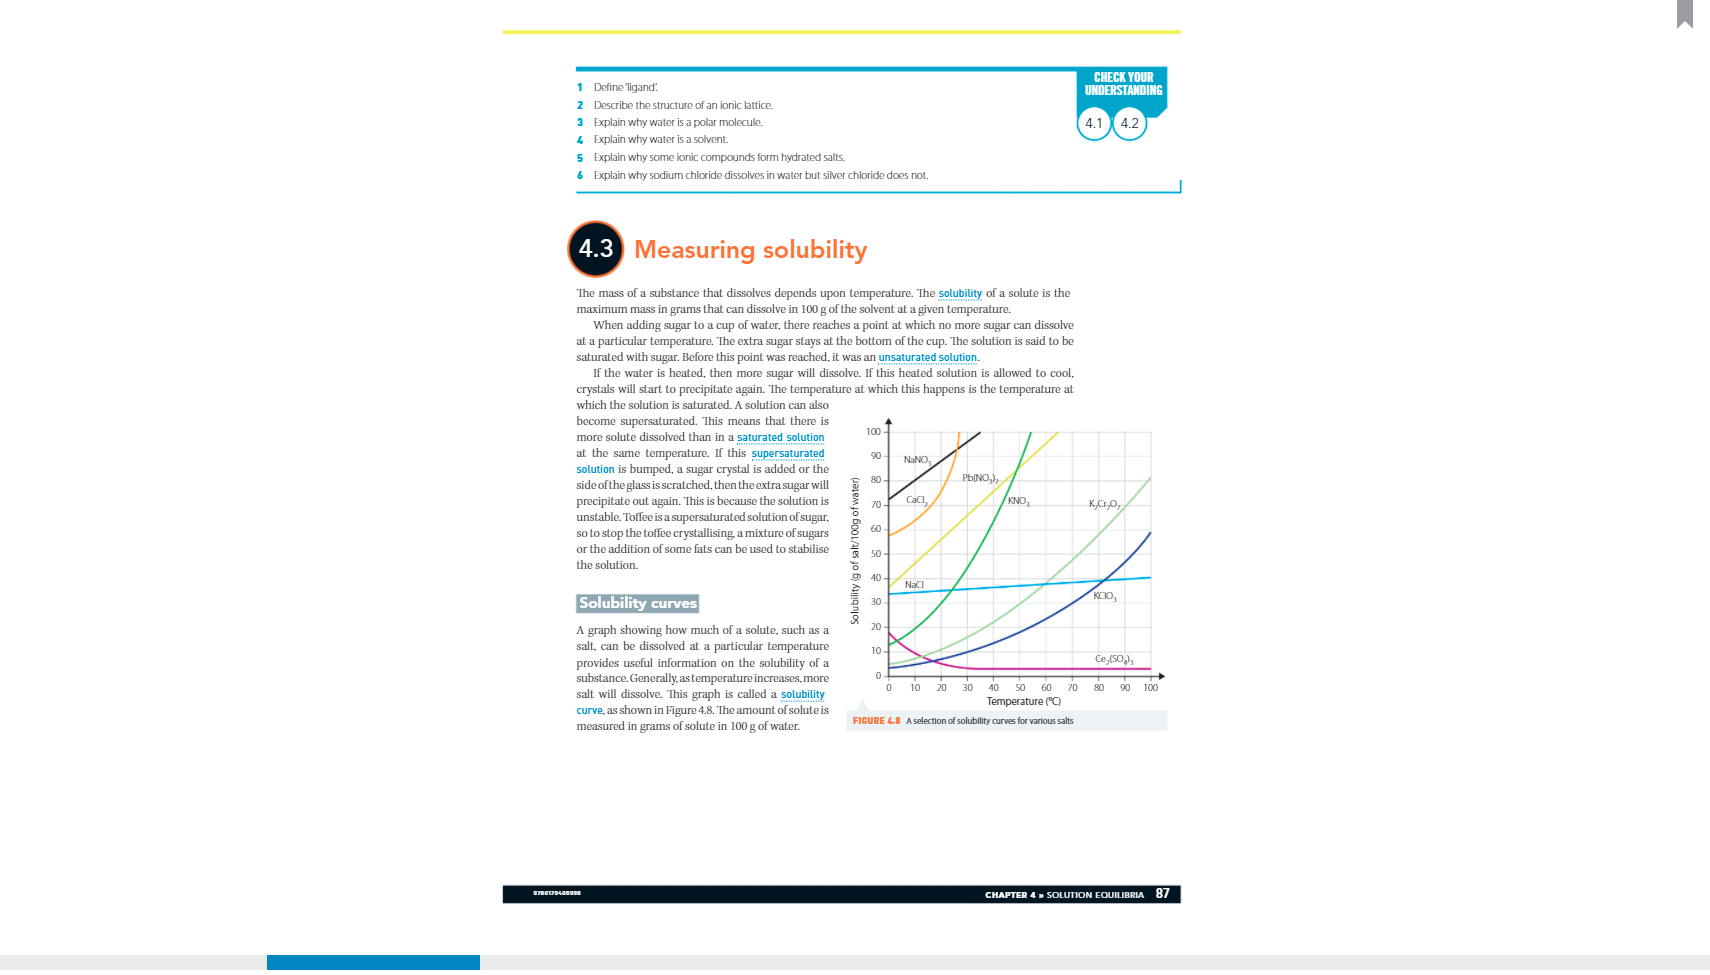 CHECK YOUR
UNDERSTANDING
4.1 4.2
1 Define 'ligand'.
2 Describe the structure of an ionic lattice.
3 Explain why water is a polar molecule.
4 Explain why water is a solvent.
5 Explain why some ionic compounds form hydrated salts.
6 Explain why sodium chloride dissolves in water but silver chloride does not.
4.3 Measuring solubility
The mass of a substance that dissolves depends upon temperature. The solubility of a solute is the
maximum mass in grams that can dissolve in 100 g of the solvent at a given temperature.
When adding sugar to a cup of water, there reaches a point at which no more sugar can dissolve
at a particular temperature. The extra sugar stays at the bottom of the cup. The solution is said to be
saturated with sugar. Before this point was reached, it was an unsaturated solution.
If the water is heated, then more sugar will dissolve. If this heated solution is allowed to cool,
crystals will start to precipitate again. The temperature at which this happens is the temperature at
which the solution is saturated. A solution can also
become supersaturated. This means that there is
more solute dissolved than in a saturated solution
at the same temperature. If this supersaturated
solution is bumped, a sugar crystal is added or the
side of the glass is scratched, then the extra sugar will
precipitate out again. This is because the solution is
unstable. Toffee is a supersaturated solution of sugar,
so to stop the toffee crystallising, a mixture of sugars
or the addition of some fats can be used to stabilise
the solution.
Solubility curves
A graph showing how much of a solute, such as a
salt, can be dissolved at a particular temperature
provides useful information on the solubility of a
substance. Generally, as temperature increases, more
salt will dissolve. This graph is called a solubility
curve, as shown in Figure 4.8. The amount of solute is
measured in grams of solute in 100 g of water.
Solubility (g of salt/100g of water)
100
90
80
70
60
50
40
30
20
10
0
NaNO3
CaCl2
Pb(NO3)2
KNO3
K2Cr2O7
NaCl
KClO3
Ce2(SO4)3
0 10 20 30 40 50 60 70 80 90 100
Temperature (°C)
FIGURE 4.8 A selection of solubility curves for various salts
9780170408998
CHAPTER 4 » SOLUTION EQUILIBRIA 87